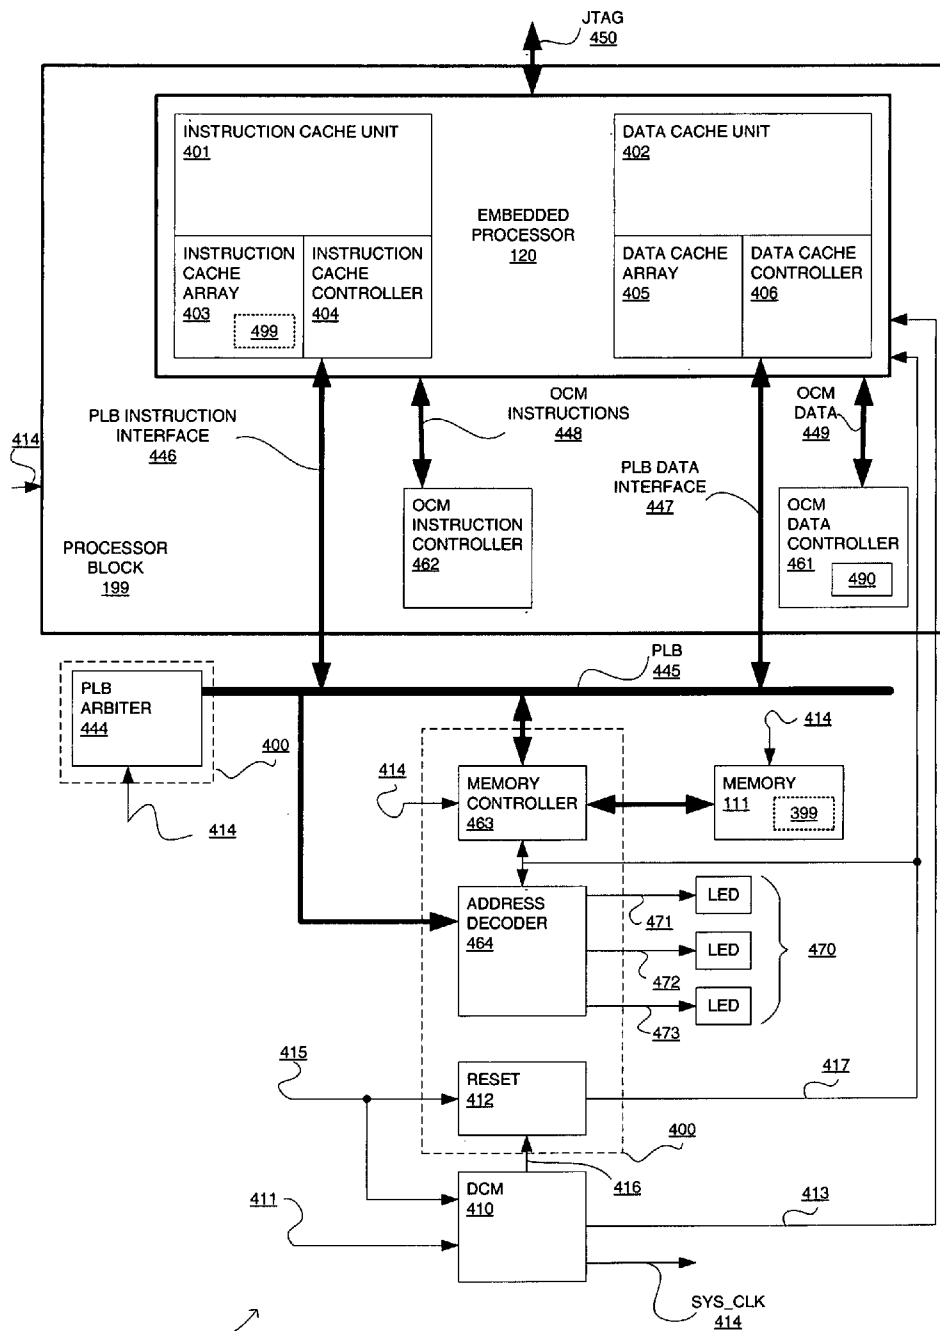 JTAG
450
INSTRUCTION CACHE UNIT
401
DATA CACHE UNIT
402
EMBEDDED
PROCESSOR
120
INSTRUCTION
CACHE
ARRAY
403
499
INSTRUCTION
CACHE
CONTROLLER
404
DATA CACHE
ARRAY
405
DATA CACHE
CONTROLLER
406
PLB INSTRUCTION
INTERFACE
446
OCM
INSTRUCTIONS
448
OCM
DATA
449
PLB DATA
INTERFACE
447
414
OCM
INSTRUCTION
CONTROLLER
462
OCM
DATA
CONTROLLER
461
490
PROCESSOR
BLOCK
199
PLB
445
PLB
ARBITER
444
400
414
414
414
MEMORY
CONTROLLER
463
MEMORY
111
399
ADDRESS
DECODER
464
471
LED
472
LED
473
LED
470
415
RESET
412
417
400
416
411
DCM
410
413
SYS_CLK
414